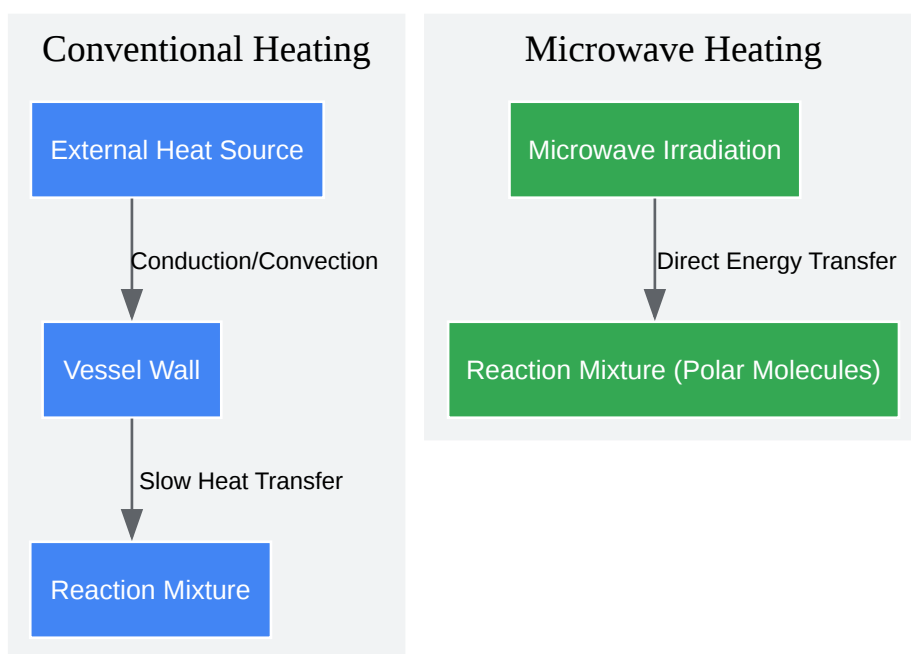 Conventional Heating
External Heat Source
Conduction/Convection
Vessel Wall
Slow Heat Transfer
Reaction Mixture
Microwave Heating
Microwave Irradiation
Direct Energy Transfer
Reaction Mixture (Polar Molecules)